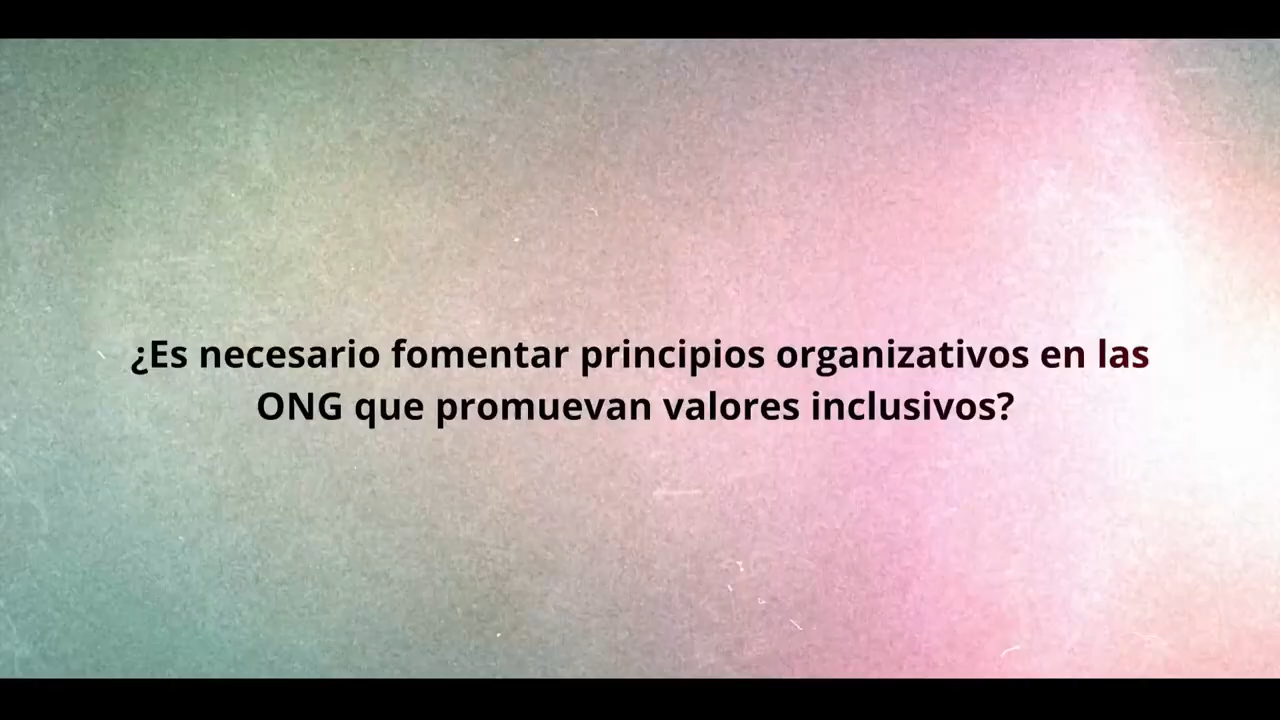 ¿Es necesario fomentar principios organizativos en las
ONG que promuevan valores inclusivos?